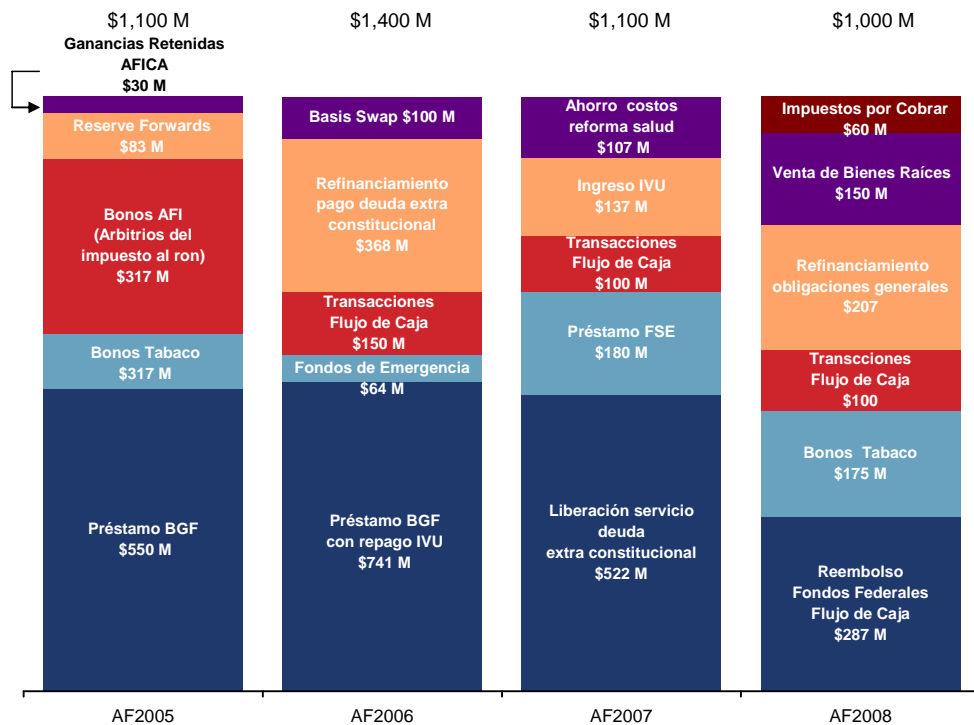 $1,100 M
$1,400 M
$1,100 M
$1,000 M
Ganancias Retenidas
AFICA
$30 M
Reserve Forwards
$83 M
Bonos AFI
(Arbitrios del
impuesto al ron)
$317 M
Bonos Tabaco
$317 M
Préstamo BGF
$550 M
Basis Swap $100 M
Refinanciamiento
pago deuda extra
constitucional
$368 M
Transacciones
Flujo de Caja
$150 M
Fondos de Emergencia
$64 M
Préstamo BGF
con repago IVU
$741 M
Ahorro costos
reforma salud
$107 M
Ingreso IVU
$137 M
Transacciones
Flujo de Caja
$100 M
Préstamo FSE
$180 M
Liberación servicio
deuda
extra constitucional
$522 M
Impuestos por Cobrar
$60 M
Venta de Bienes Raíces
$150 M
Refinanciamiento
obligaciones generales
$207
Transcciones
Flujo de Caja
$100
Bonos Tabaco
$175 M
Reembolso
Fondos Federales
Flujo de Caja
$287 M
AF2005
AF2006
AF2007
AF2008